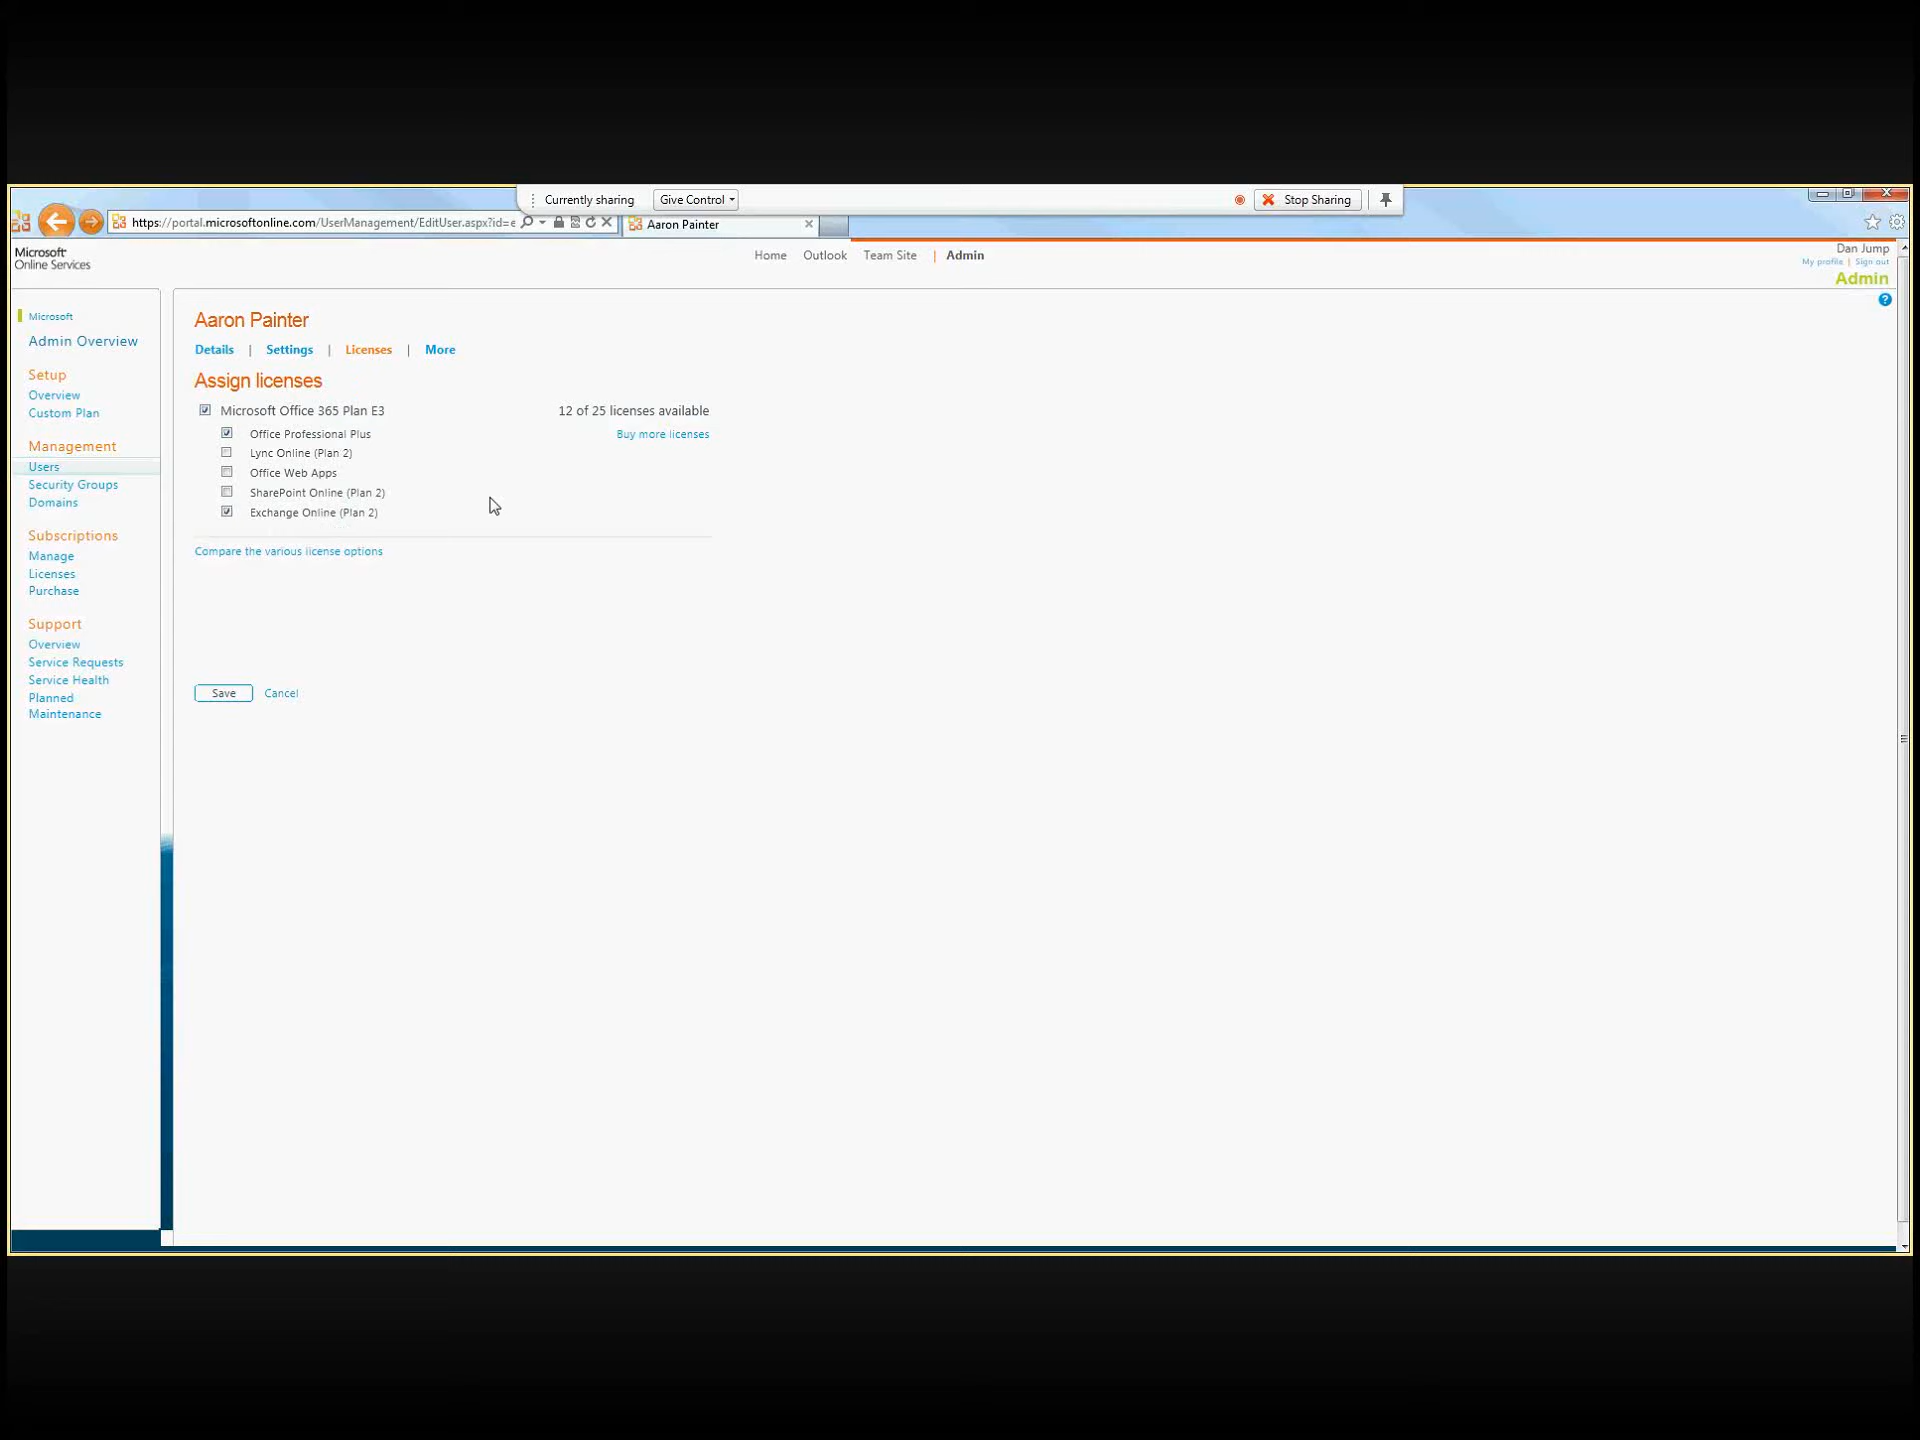 Currently sharing Give Control Stop Sharing
https://portal.microsoftonline.com/UserManagement/EditUser.aspx?id=e Aaron Painter
Microsoft
Online Services
Home Outlook Team Site | Admin
Dan Jump
My profile | Sign out
Admin
Microsoft
Admin Overview
Setup
Overview
Custom Plan
Management
Users
Security Groups
Domains
Subscriptions
Manage
Licenses
Purchase
Support
Overview
Service Requests
Service Health
Planned
Maintenance
Aaron Painter
Details | Settings | Licenses | More
Assign licenses
Microsoft Office 365 Plan E3 12 of 25 licenses available
Office Professional Plus Buy more licenses
Lync Online (Plan 2)
Office Web Apps
SharePoint Online (Plan 2)
Exchange Online (Plan 2)
Compare the various license options
Save Cancel